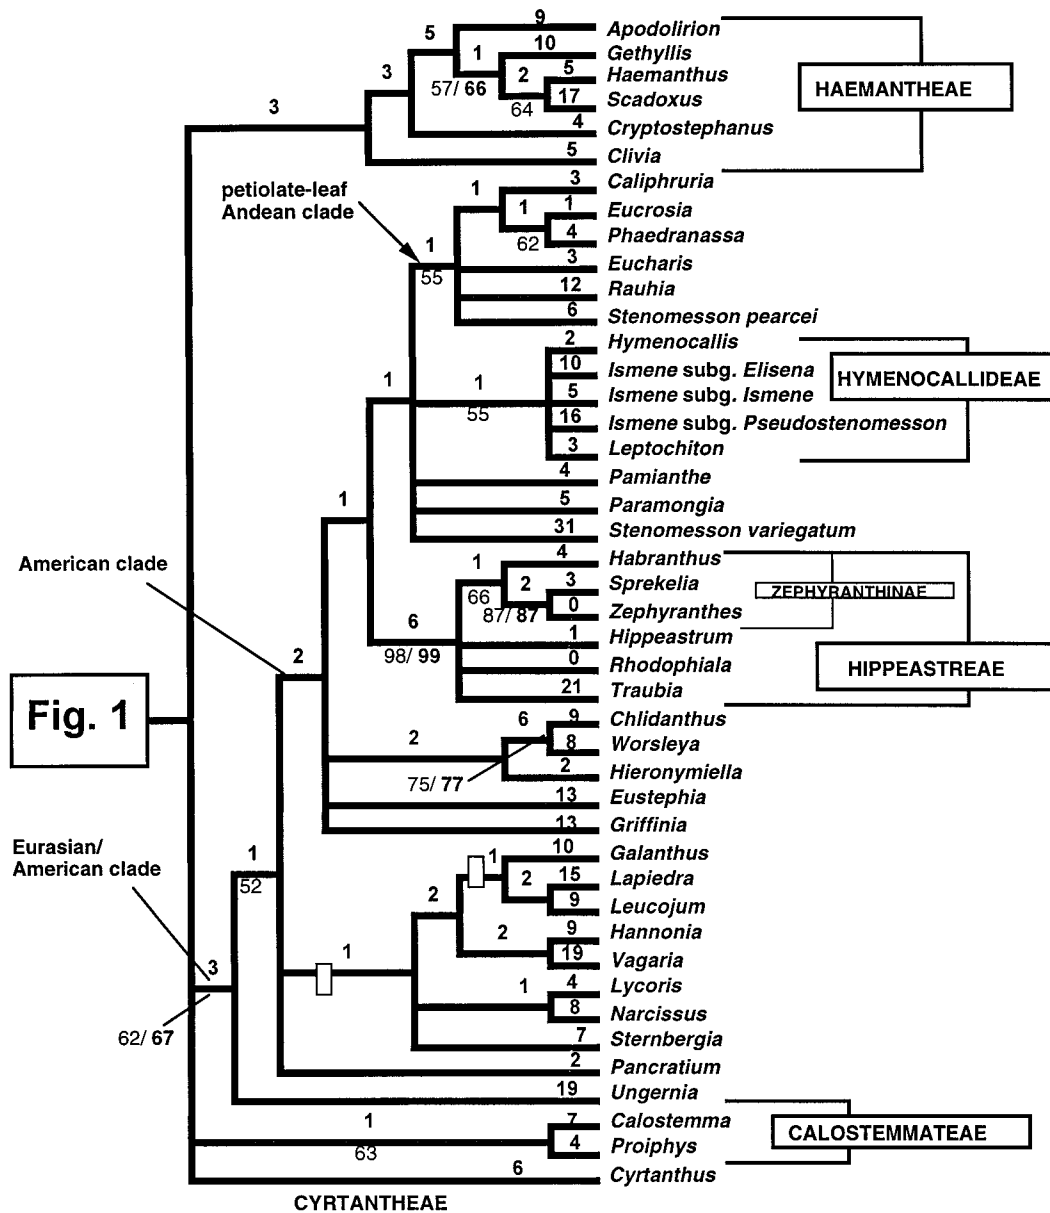 9
Apodolirion
5
1
10
Gethyllis
3
2
5
Haemanthus
57/ 66
HAEMANTHEAE
17
Scadoxus
64
3
4
Cryptostephanus
5
Clivia
3
Caliphruria
petiolate-leaf
Andean clade
1
1
1
Eucrosia
4
Phaedranassa
62
1
55
3
Eucharis
12
Rauhia
6
Stenomesson pearcei
2
Hymenocallis
10
Ismene subg. Elisena
HYMENOCALLIDEAE
1
1
55
5
Ismene subg. Ismene
16
Ismene subg. Pseudostenomesson
3
Leptochiton
4
Pamianthe
1
5
Paramongia
31
Stenomesson variegatum
American clade
1
4
Habranthus
66
2
3
Sprekelia
ZEPHYRANTHINAE
87/ 87
0
Zephyranthes
6
98/ 99
1
Hippeastrum
2
0
Rhodophiala
HIPPEASTREAE
21
Traubia
Fig. 1
6
9
Chlidanthus
2
8
Worsleya
75/ 77
2
Hieronymiella
13
Eustephia
13
Griffinia
Eurasian/
American clade
1
52
1
10
Galanthus
2
15
Lapiedra
2
9
Leucojum
2
9
Hannonia
1
19
Vagaria
3
1
4
Lycoris
8
Narcissus
62/ 67
7
Sternbergia
2
Pancratium
19
Ungernia
1
63
7
Calostemma
CALOSTEMMATEAE
4
Proiphys
6
Cyrtanthus
CYRTANTHEAE